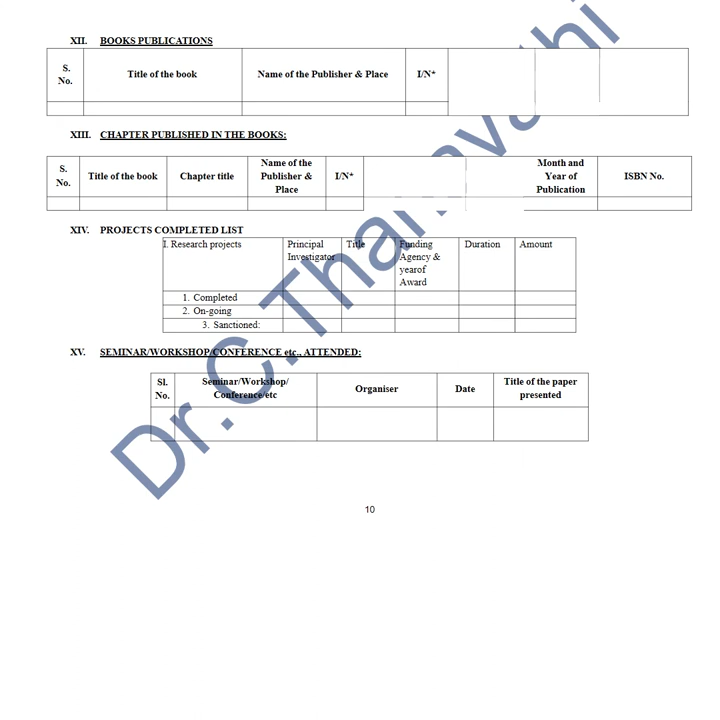 XII. BOOKS PUBLICATIONS
S. No. Title of the book Name of the Publisher & Place I/N*
XIII. CHAPTER PUBLISHED IN THE BOOKS:
S. No. Title of the book Chapter title Name of the Publisher & Place I/N* Month and Year of Publication ISBN No.
XIV. PROJECTS COMPLETED LIST
I. Research projects Principal Investigator Title Funding Agency & yearof Award Duration Amount
1. Completed
2. On-going
3. Sanctioned:
XV. SEMINAR/WORKSHOP/CONFERENCE etc., ATTENDED:
Sl. No. Seminar/Workshop/ Conference/etc Organiser Date Title of the paper presented
10